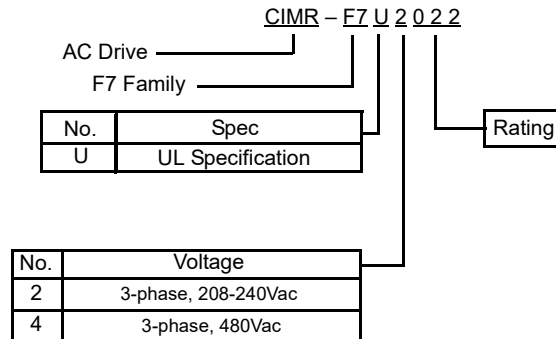 CIMR – F7 U 2 0 2 2
AC Drive
F7 Family
No. Spec
U UL Specification
Rating
No. Voltage
2 3-phase, 208-240Vac
4 3-phase, 480Vac